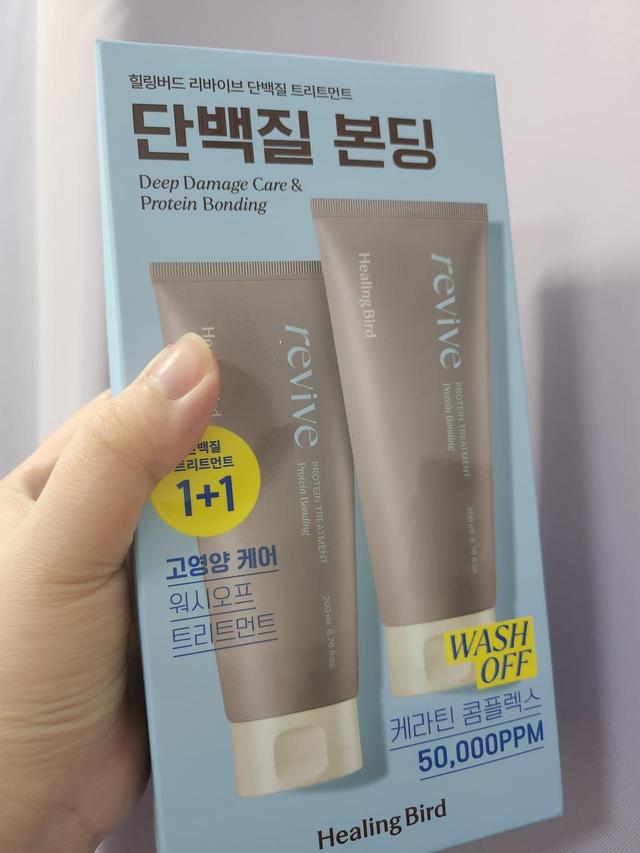 힐링버드 리바이브 단백질 트리트먼트
단백질 본딩
Deep Damage Care &
Protein Bonding
Healing Bird
revive
PROTEIN TREATMENT
Protein Bonding
200 ml 6.76 fl.oz.
revive
PROTEIN TREATMENT
Protein Bonding
200 ml 6.76 fl.oz.
단백질
트리트먼트
1+1
고영양 케어
워시오프
트리트먼트
WASH
OFF
케라틴 콤플렉스
50,000PPM
Healing Bird